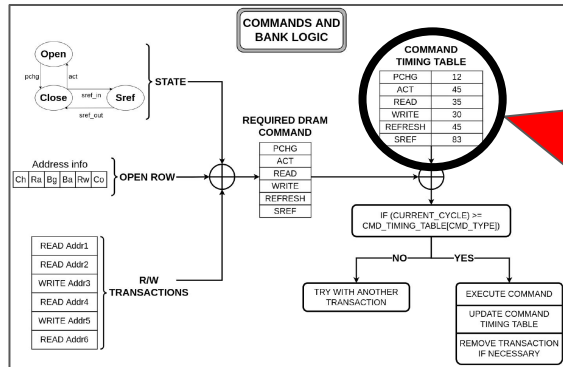 COMMANDS AND
BANK LOGIC
Open
pchg
act
Close
sref_in
sref_out
Sref
STATE
Address info
Ch Ra Bg Ba Rw Co
OPEN ROW
READ Addr1
READ Addr2
WRITE Addr3
READ Addr4
WRITE Addr5
READ Addr6
R/W
TRANSACTIONS
REQUIRED DRAM
COMMAND
PCHG
ACT
READ
WRITE
REFRESH
SREF
COMMAND
TIMING TABLE
PCHG 12
ACT 45
READ 35
WRITE 30
REFRESH 45
SREF 83
IF (CURRENT_CYCLE) >=
CMD_TIMING_TABLE[CMD_TYPE])
NO
YES
TRY WITH ANOTHER
TRANSACTION
EXECUTE COMMAND
UPDATE COMMAND
TIMING TABLE
REMOVE TRANSACTION
IF NECESSARY